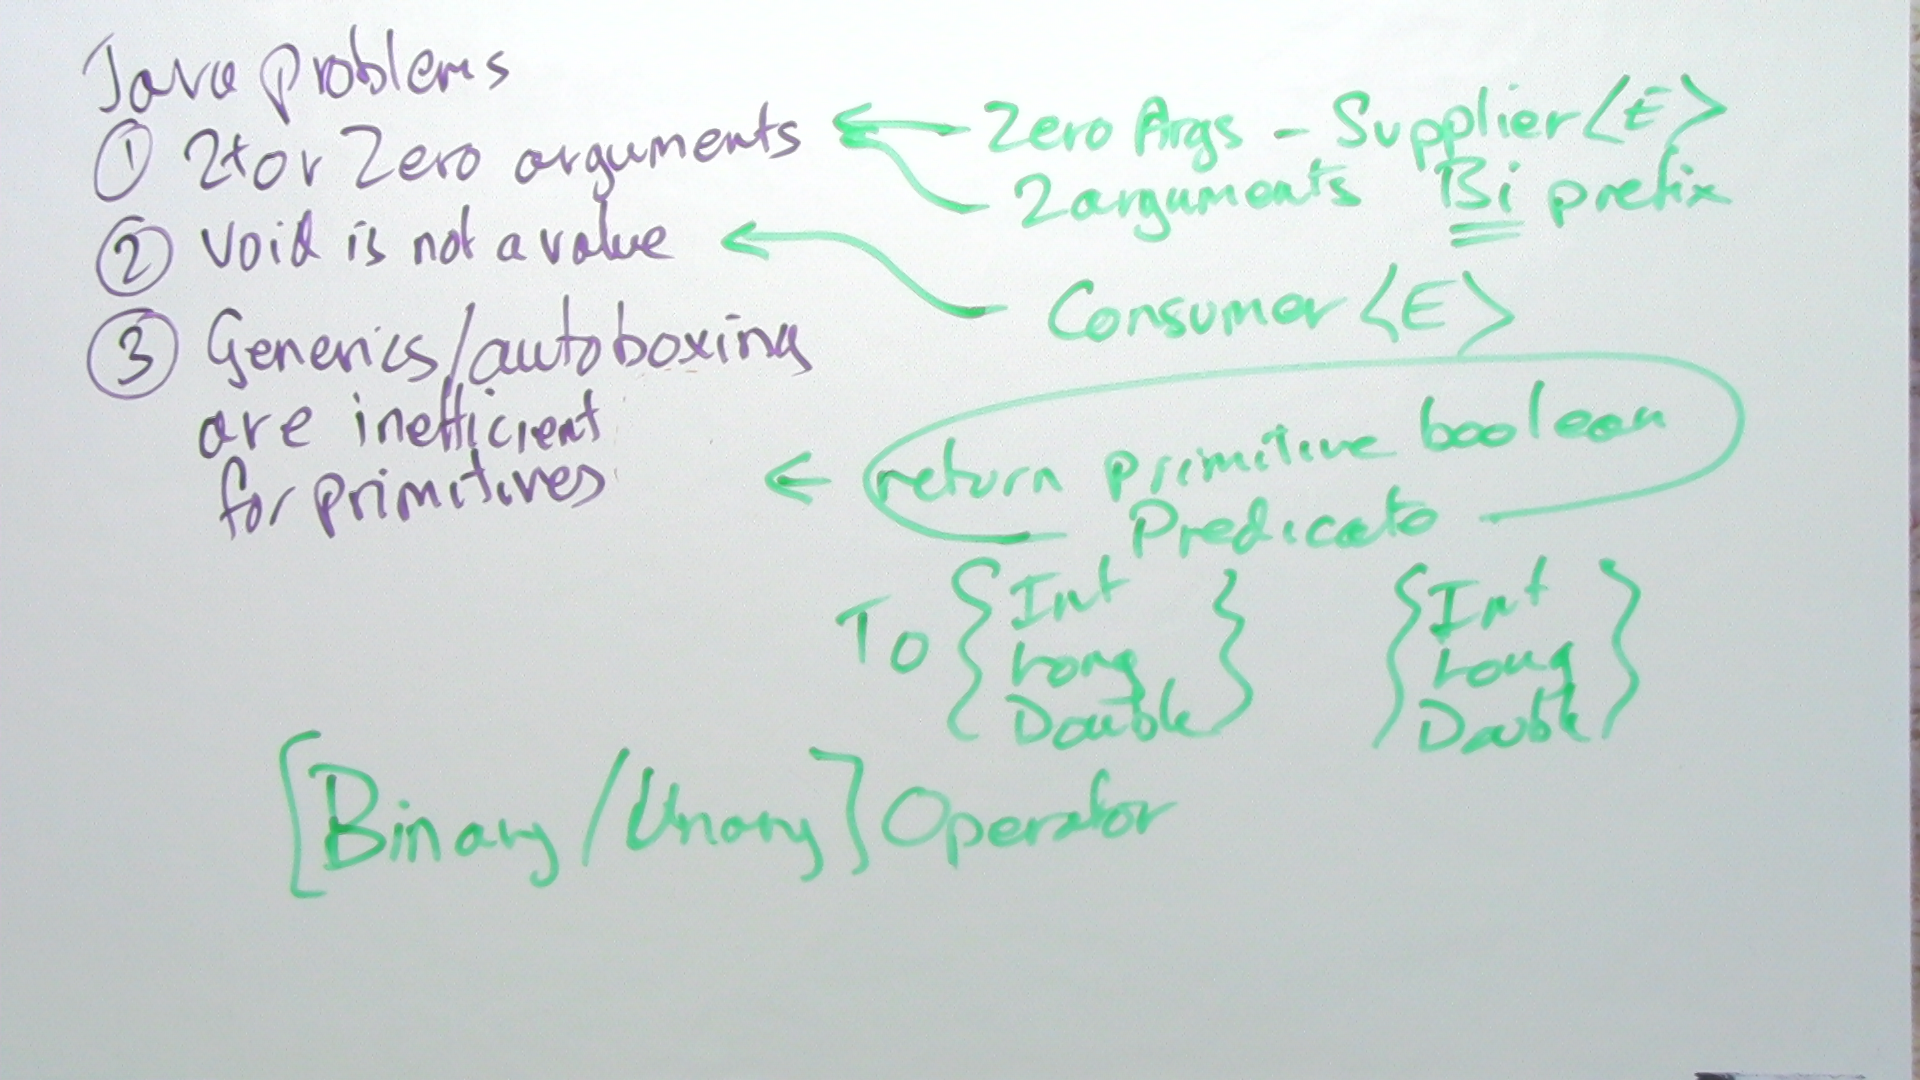 Java problems
① 2+ or Zero arguments
② void is not a value
③ Generics/autoboxing
are inefficient
for primitives
Zero Args - Supplier<E>
2 arguments Bi prefix
Consumer<E>
return primitive boolean
Predicate
To { Int Long Double } { Int Long Double }
[Binary/Unary] Operator